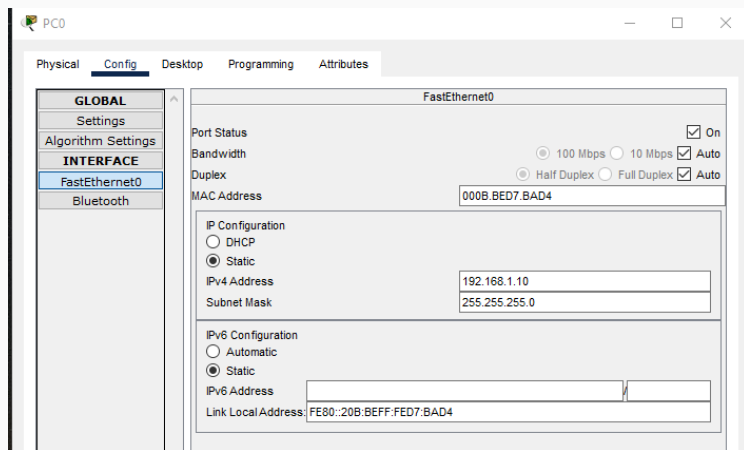 PC0
Physical Config Desktop Programming Attributes
GLOBAL
Settings
Algorithm Settings
INTERFACE
FastEthernet0
Bluetooth
FastEthernet0
Port Status On
Bandwidth 100 Mbps 10 Mbps Auto
Duplex Half Duplex Full Duplex Auto
MAC Address 000B.BED7.BAD4
IP Configuration
DHCP
Static
IPv4 Address 192.168.1.10
Subnet Mask 255.255.255.0
IPv6 Configuration
Automatic
Static
IPv6 Address /
Link Local Address: FE80::20B:BEFF:FED7:BAD4